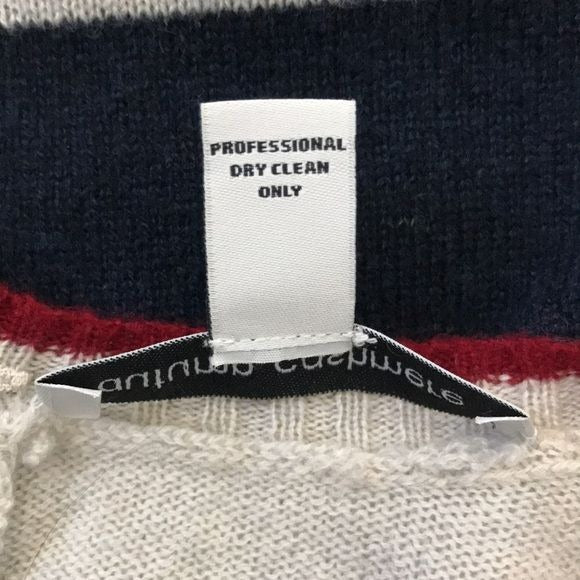 PROFESSIONAL
DRY CLEAN
ONLY
autumn cashmere